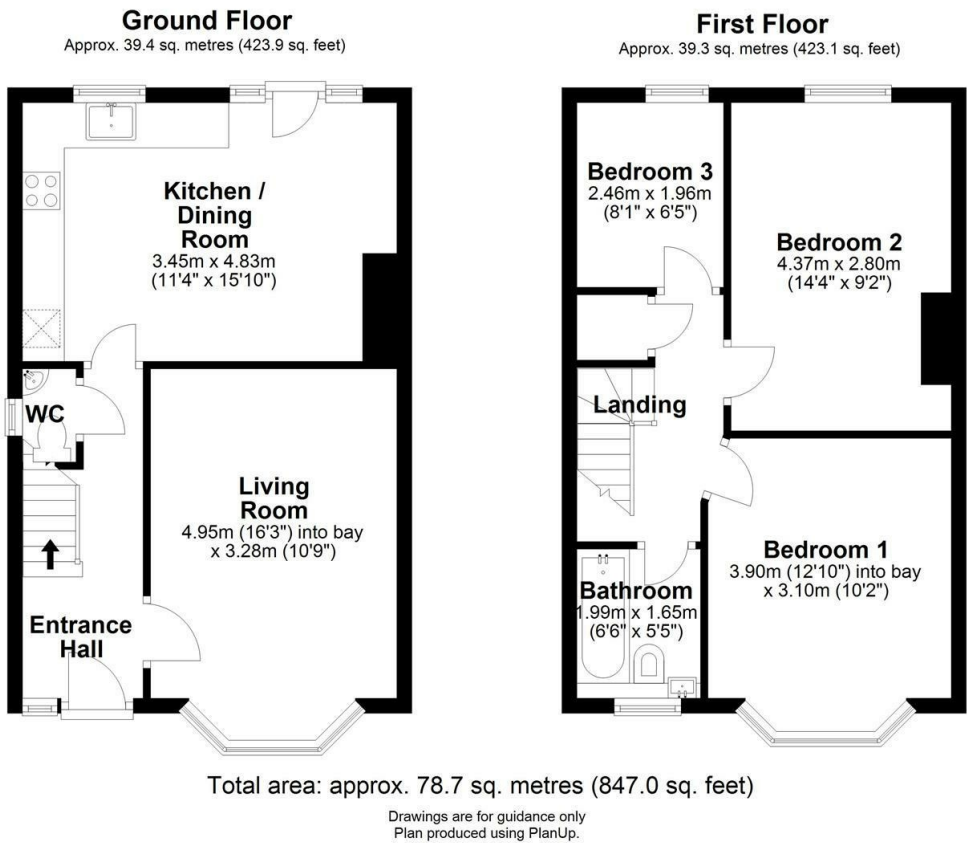 Ground Floor
Approx. 39.4 sq. metres (423.9 sq. feet)
Kitchen /
Dining
Room
3.45m x 4.83m
(11'4" x 15'10")
WC
Living
Room
4.95m (16'3") into bay
x 3.28m (10'9")
Entrance
Hall
First Floor
Approx. 39.3 sq. metres (423.1 sq. feet)
Bedroom 3
2.46m x 1.96m
(8'1" x 6'5")
Bedroom 2
4.37m x 2.80m
(14'4" x 9'2")
Landing
Bedroom 1
3.90m (12'10") into bay
x 3.10m (10'2")
Bathroom
1.99m x 1.65m
(6'6" x 5'5")
Total area: approx. 78.7 sq. metres (847.0 sq. feet)
Drawings are for guidance only
Plan produced using PlanUp.